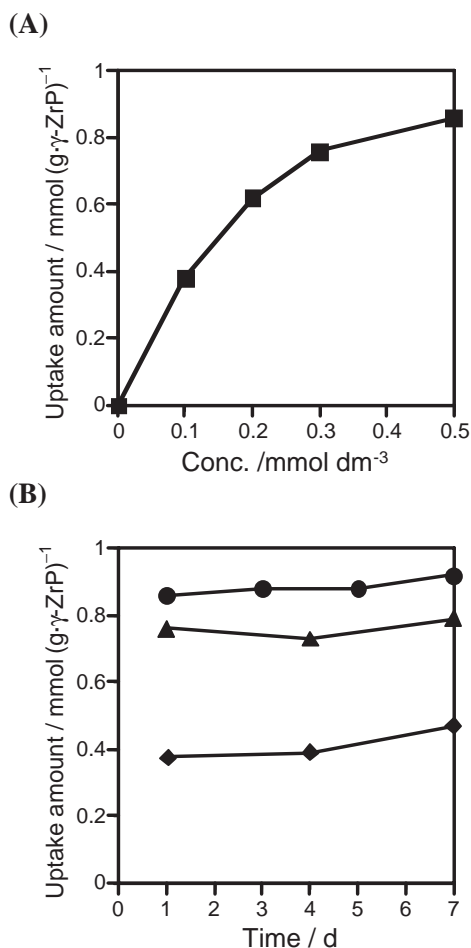 (A)
Uptake amount / mmol (g·γ-ZrP)⁻¹
1
0.8
0.6
0.4
0.2
0
0 0.1 0.2 0.3 0.4 0.5
Conc. /mmol dm⁻³
(B)
Uptake amount / mmol (g·γ-ZrP)⁻¹
1
0.8
0.6
0.4
0.2
0
0 1 2 3 4 5 6 7
Time / d